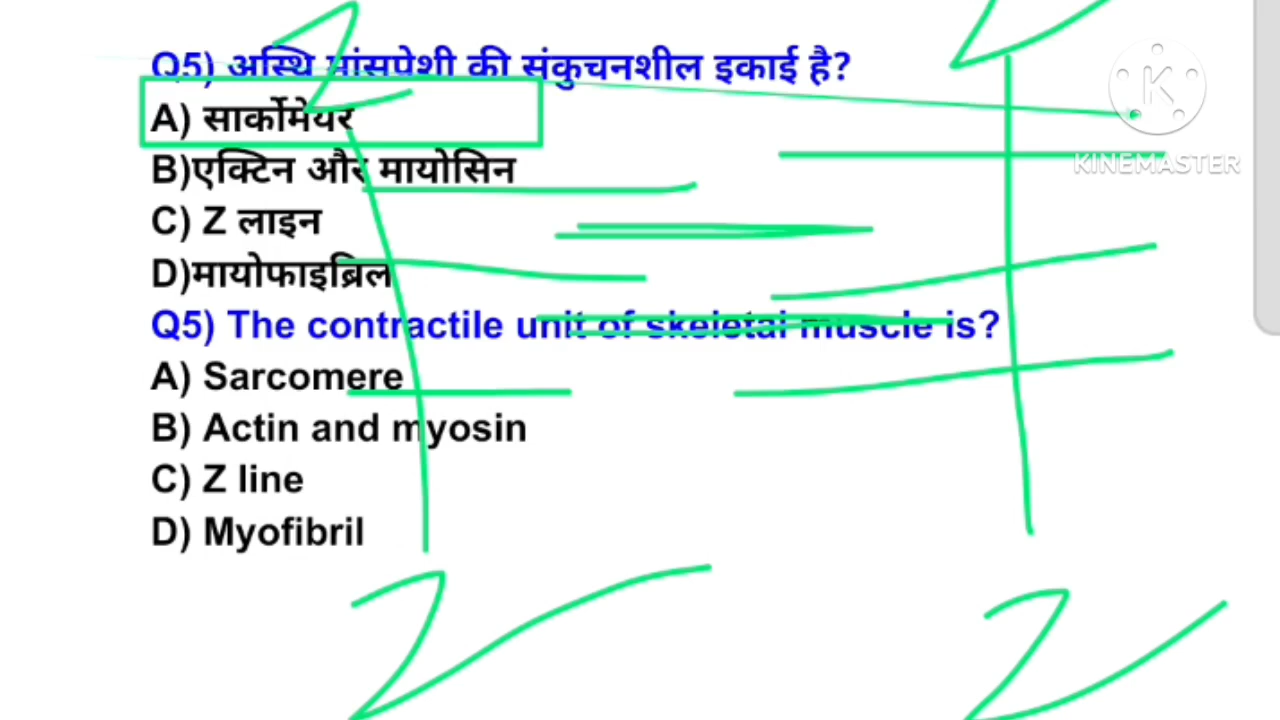 Q5) अस्थि मांसपेशी की संकुचनशील इकाई है?
A) सार्कोमेयर
B)एक्टिन और मायोसिन
C) Z लाइन
D)मायोफाइब्रिल
Q5) The contractile unit of skeletal muscle is?
A) Sarcomere
B) Actin and myosin
C) Z line
D) Myofibril
Z
Z
Z
Z
K
KINEMASTER